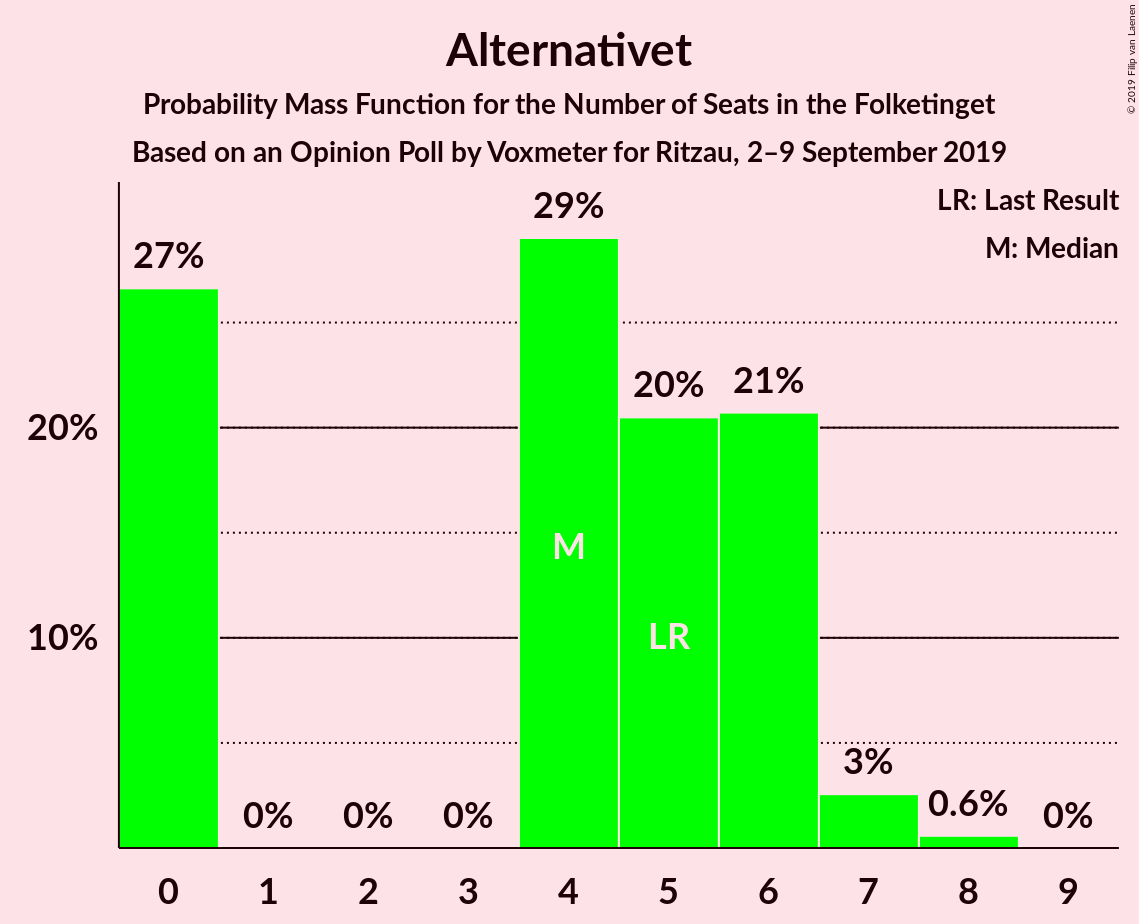 Alternativet
Probability Mass Function for the Number of Seats in the Folketinget
Based on an Opinion Poll by Voxmeter for Ritzau, 2–9 September 2019
© 2019 Filip van Laenen
LR: Last Result
M: Median
27%
0%
0%
0%
29%
20%
21%
3%
0.6%
0%
20%
10%
M
LR
0 1 2 3 4 5 6 7 8 9